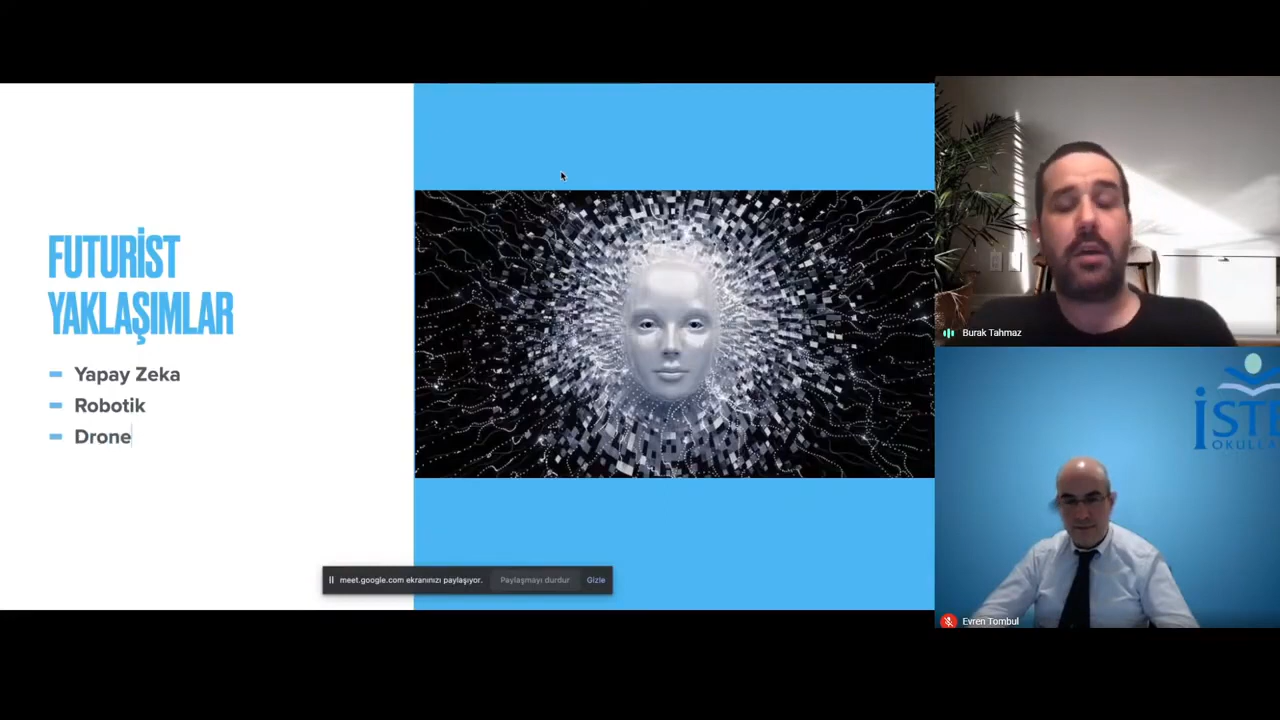 FUTURİST
YAKLAŞIMLAR
Yapay Zeka
Robotik
Drone
meet.google.com ekranınızı paylaşıyor. Paylaşmayı durdur Gizle
Burak Tahmaz
Evren Tombul